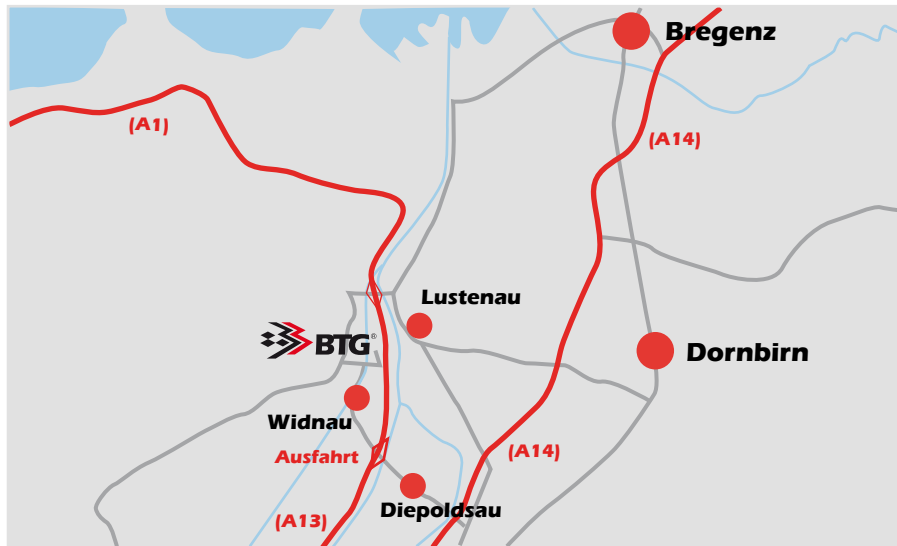 Bregenz
(A1)
(A14)
Lustenau
BTG®
Dornbirn
Widnau
Ausfahrt
(A14)
Diepoldsau
(A13)